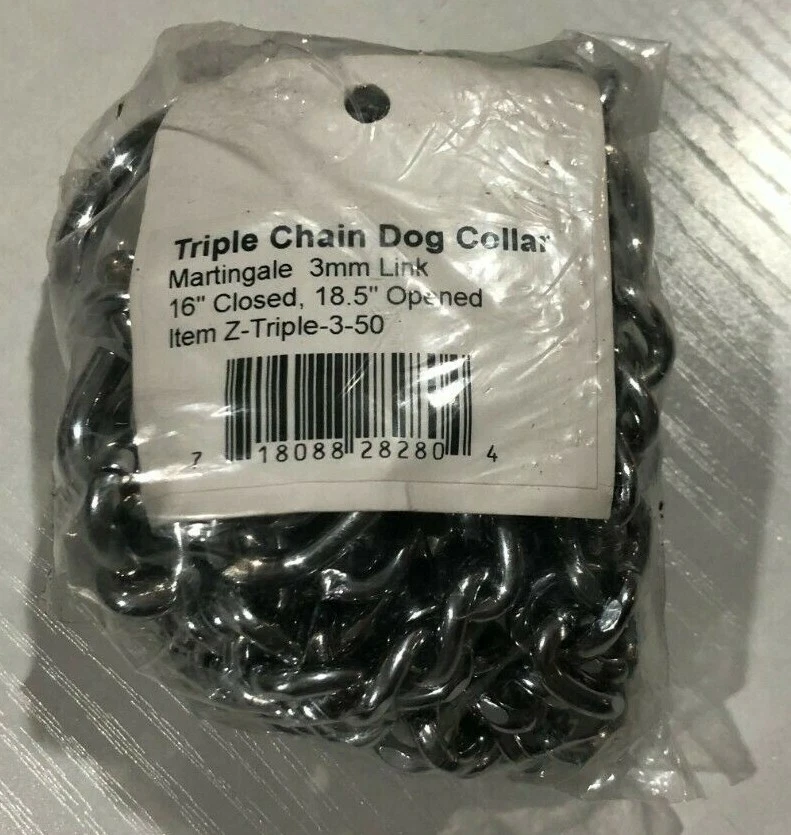 Triple Chain Dog Collar
Martingale 3mm Link
16" Closed, 18.5" Opened
Item Z-Triple-3-50
7 18088 28280 4